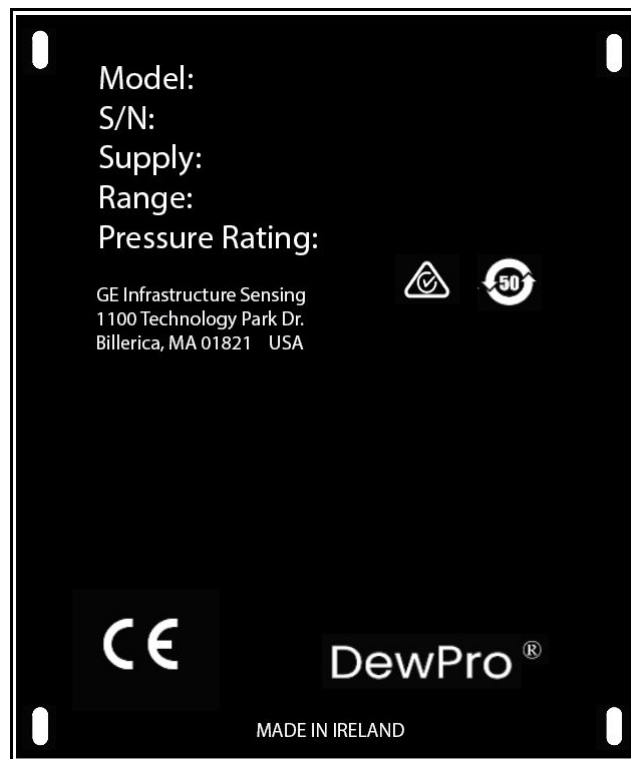 Model:
S/N:
Supply:
Range:
Pressure Rating:
50
GE Infrastructure Sensing
1100 Technology Park Dr.
Billerica, MA 01821 USA
CE
DewPro ®
MADE IN IRELAND